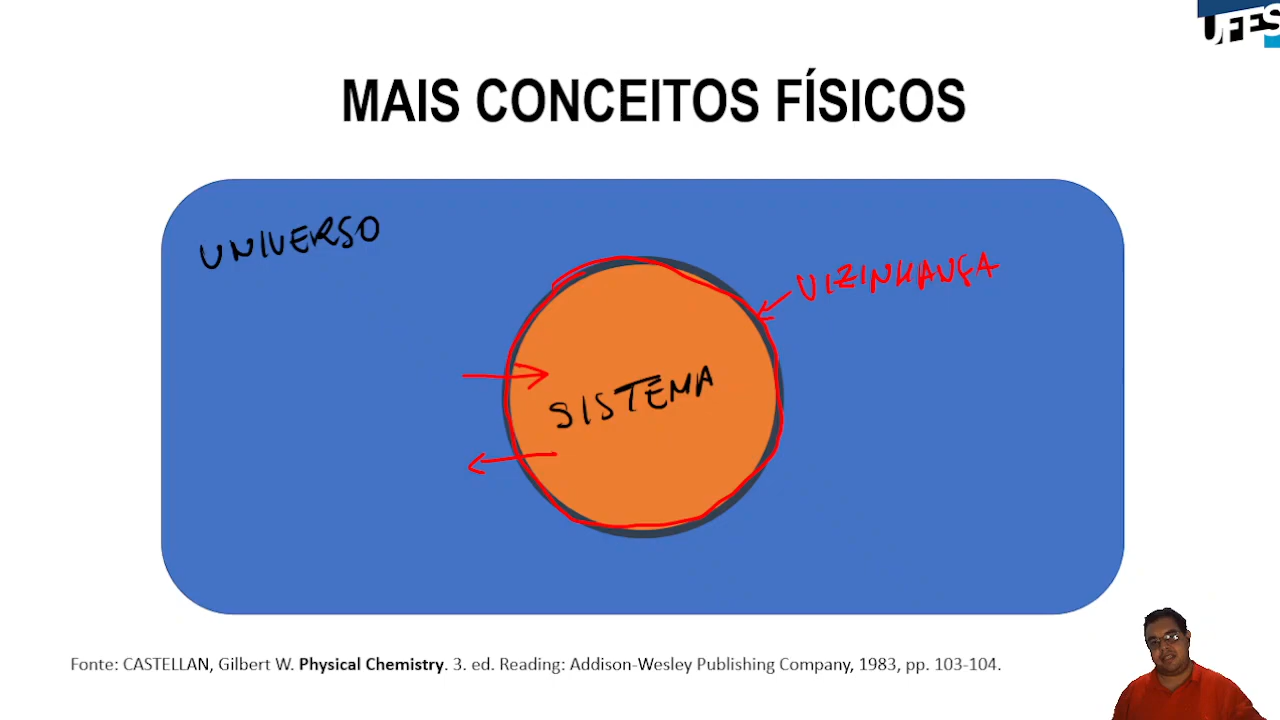 UFES
MAIS CONCEITOS FÍSICOS
UNIVERSO
VIZINHANÇA
SISTEMA
Fonte: CASTELLAN, Gilbert W. Physical Chemistry. 3. ed. Reading: Addison-Wesley Publishing Company, 1983, pp. 103-104.